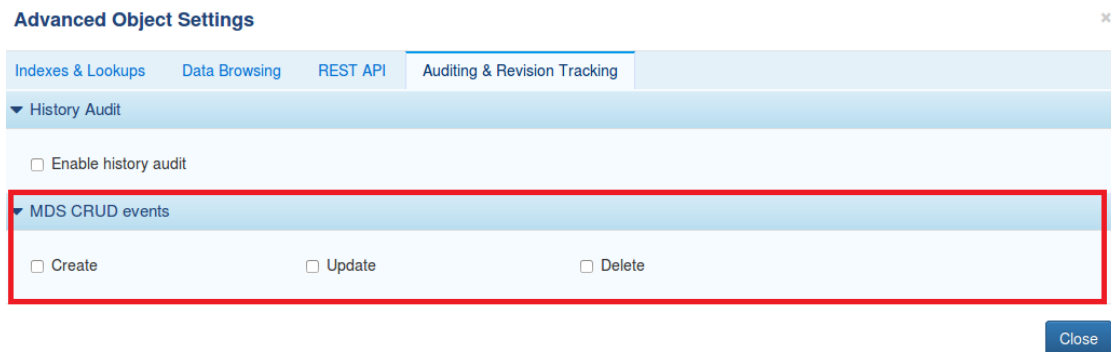 Advanced Object Settings ×
Indexes & Lookups Data Browsing REST API Auditing & Revision Tracking
History Audit
Enable history audit
MDS CRUD events
Create Update Delete
Close